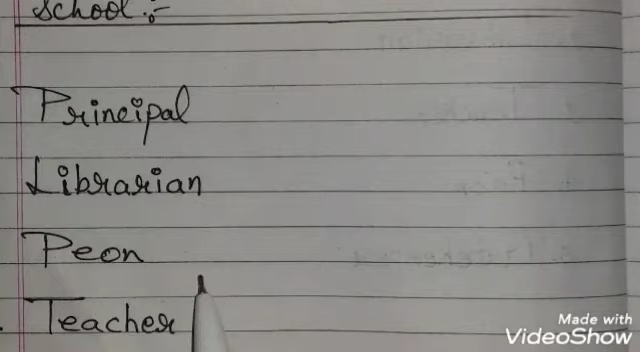 School :-
Principal
Librarian
Peon
Teacher
Made with
VideoShow